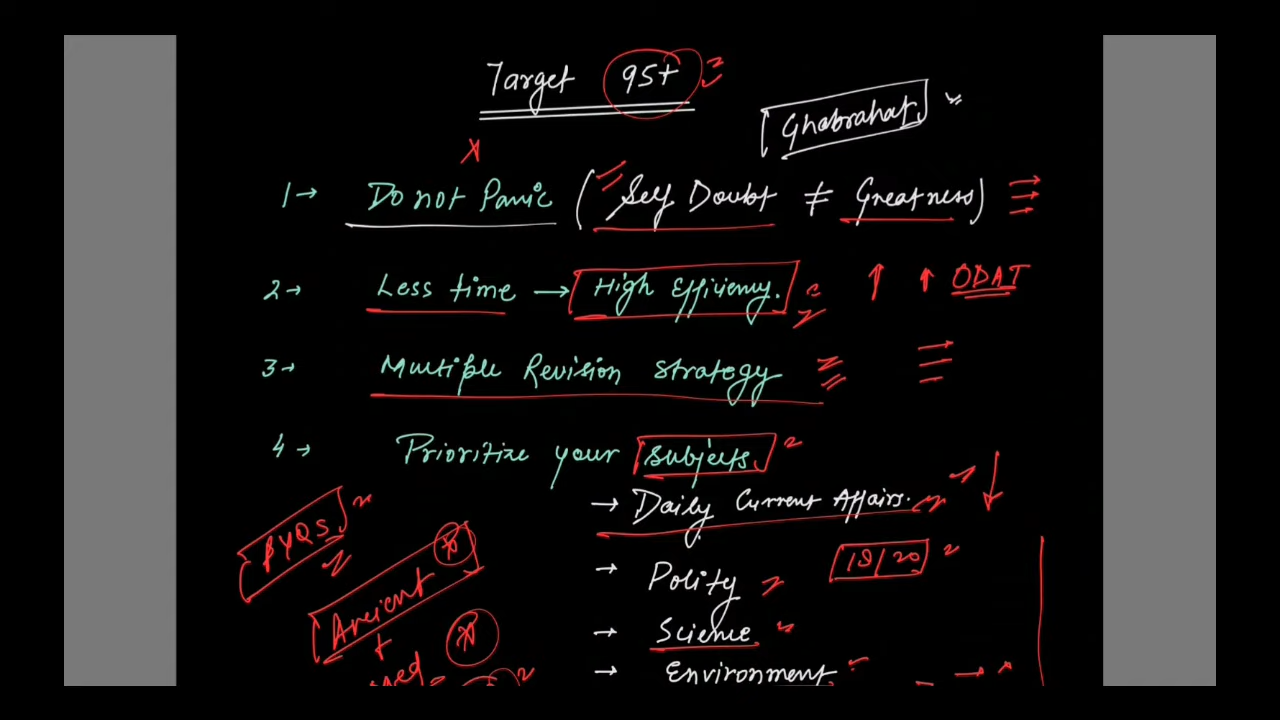 Target 95+
Ghabrahat
1→ Do not Panic ( Self Doubt ≠ Greatness)
2→ Less time → High Efficiency. ODAT
3→ Multiple Revision Strategy
4→ Prioritize your subjects.
→ Daily Current Affairs.
PYQS
→ Polity 18/20
Ancient
+
→ Science
→ Environment